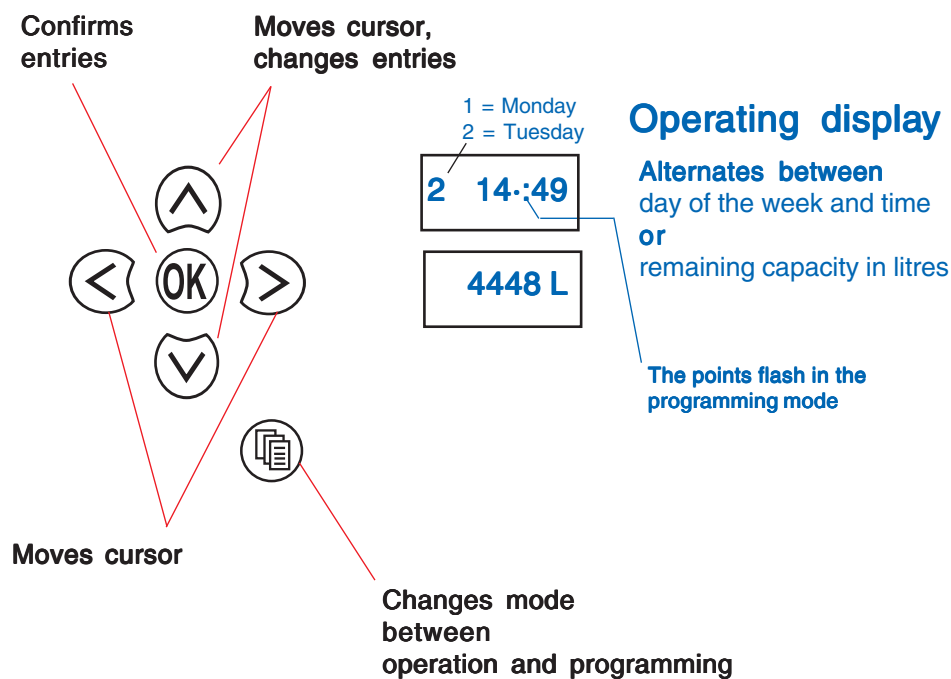 Confirms
entries
Moves cursor,
changes entries
1 = Monday
2 = Tuesday
Operating display
Alternates between
day of the week and time
or
remaining capacity in litres
2 14·:49
4448 L
OK
The points flash in the
programming mode
Moves cursor
Changes mode
between
operation and programming